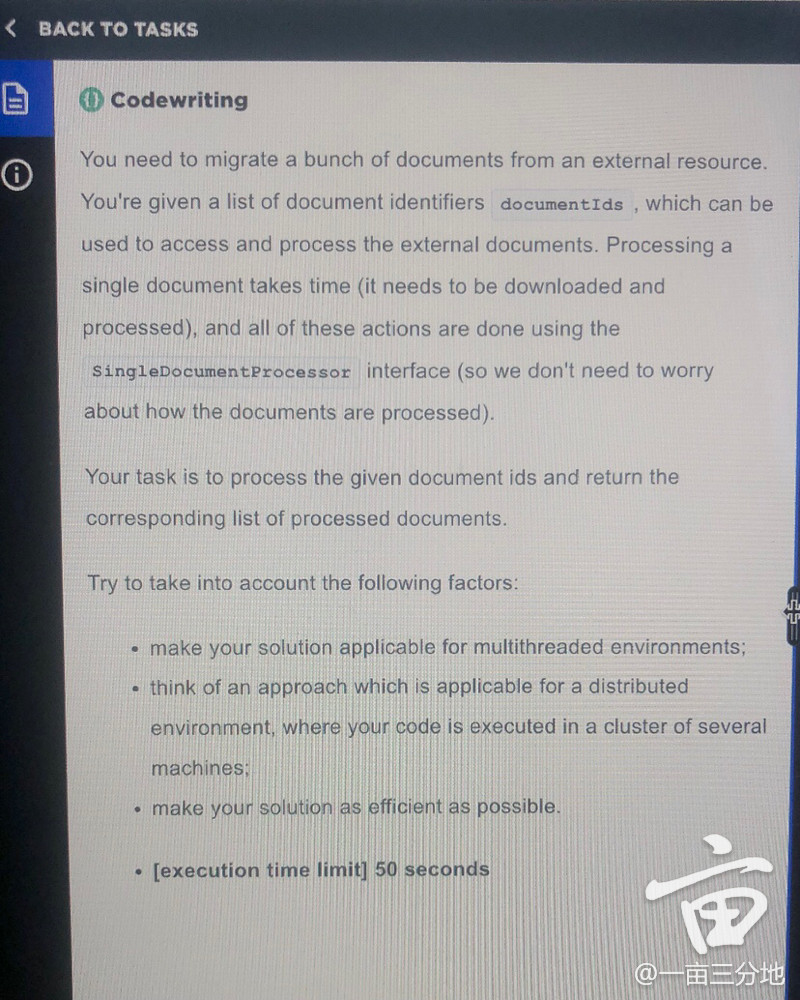 BACK TO TASKS
Codewriting
You need to migrate a bunch of documents from an external resource.
You're given a list of document identifiers documentIds , which can be
used to access and process the external documents. Processing a
single document takes time (it needs to be downloaded and
processed), and all of these actions are done using the
SingleDocumentProcessor interface (so we don't need to worry
about how the documents are processed).
Your task is to process the given document ids and return the
corresponding list of processed documents.
Try to take into account the following factors:
• make your solution applicable for multithreaded environments;
• think of an approach which is applicable for a distributed
environment, where your code is executed in a cluster of several
machines;
• make your solution as efficient as possible.
• [execution time limit] 50 seconds
亩
@一亩三分地